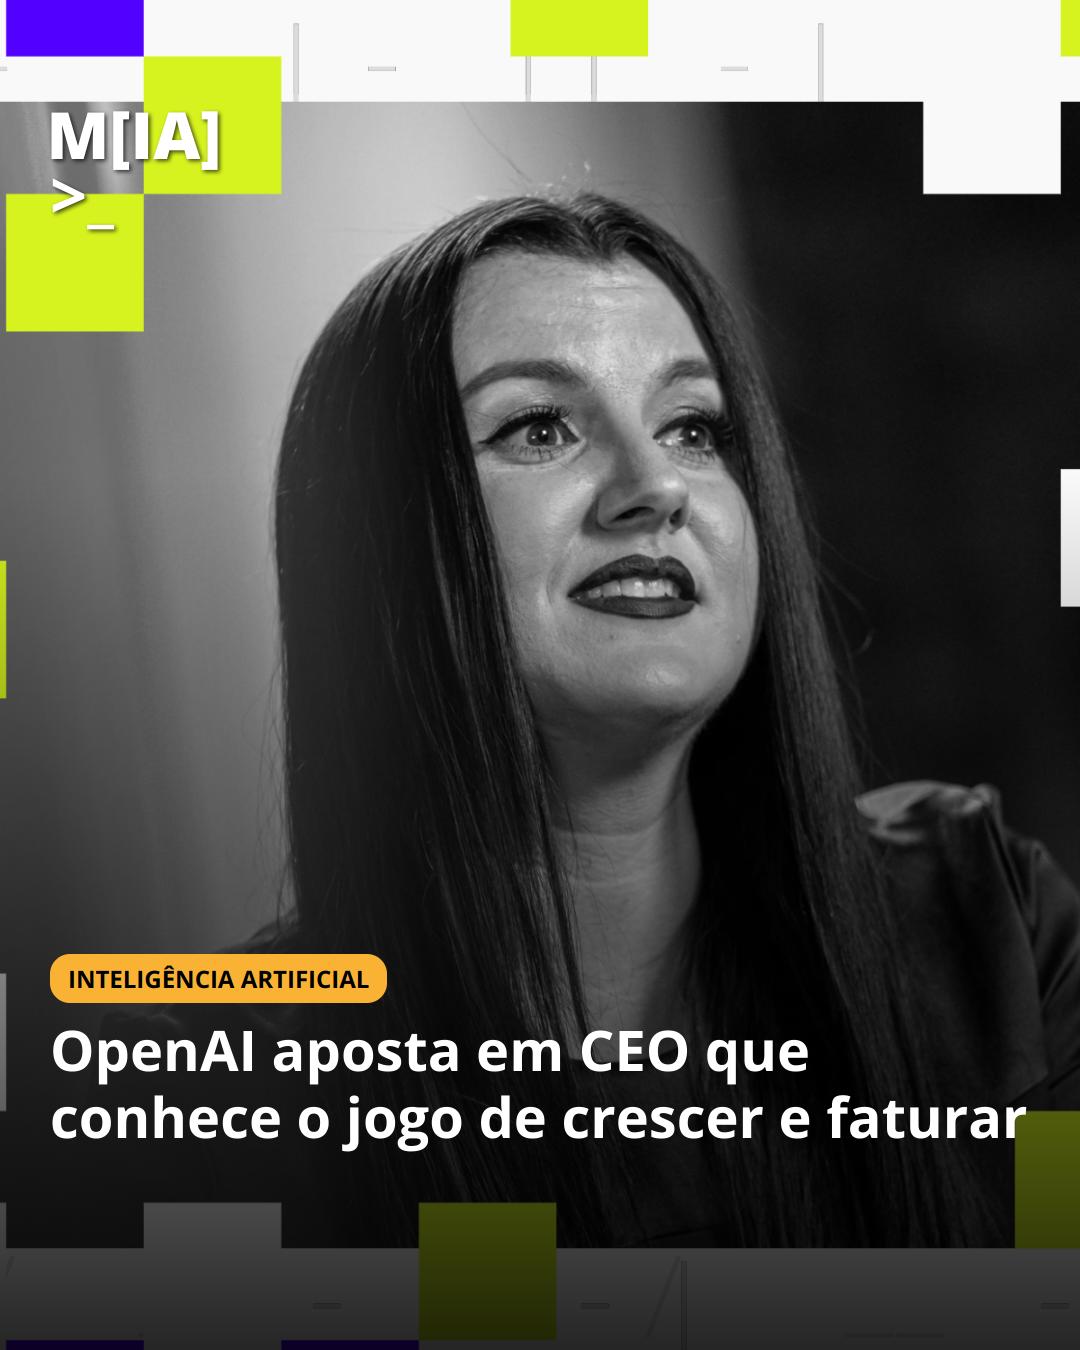 M[IA]
>_
INTELIGÊNCIA ARTIFICIAL
OpenAI aposta em CEO que
conhece o jogo de crescer e faturar